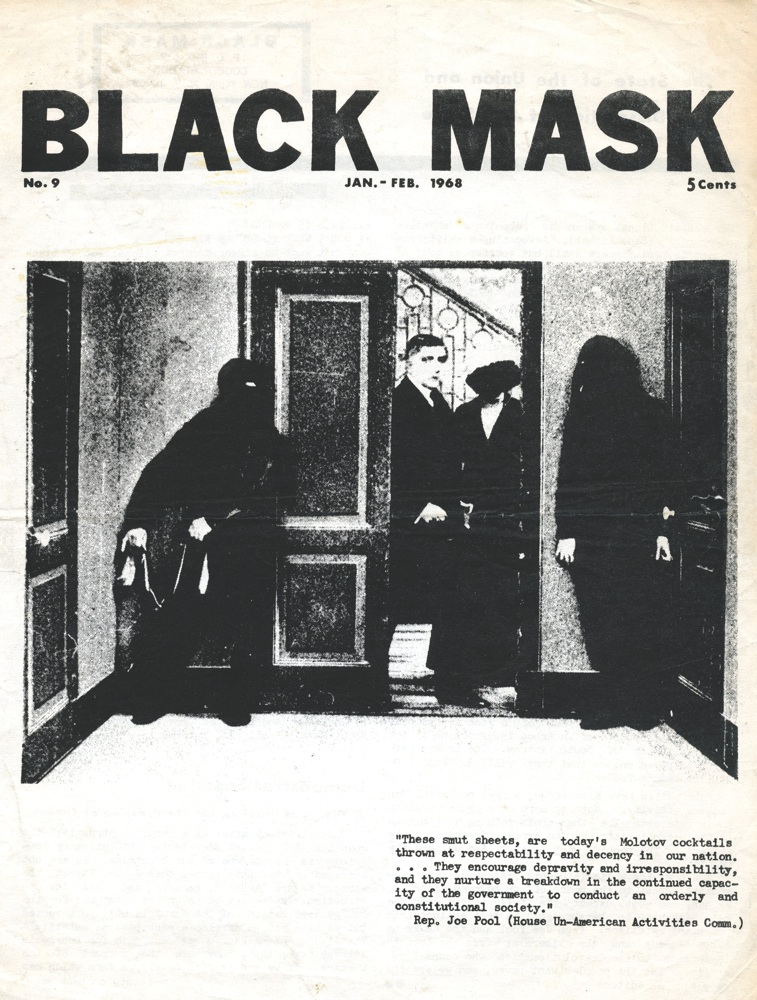 BLACK MASK
No. 9 JAN.-FEB. 1968 5 Cents
"These smut sheets, are today's Molotov cocktails
thrown at respectability and decency in our nation.
. . . They encourage depravity and irresponsibility,
and they nurture a breakdown in the continued capac-
ity of the government to conduct an orderly and
constitutional society."
Rep. Joe Pool (House Un-American Activities Comm.)